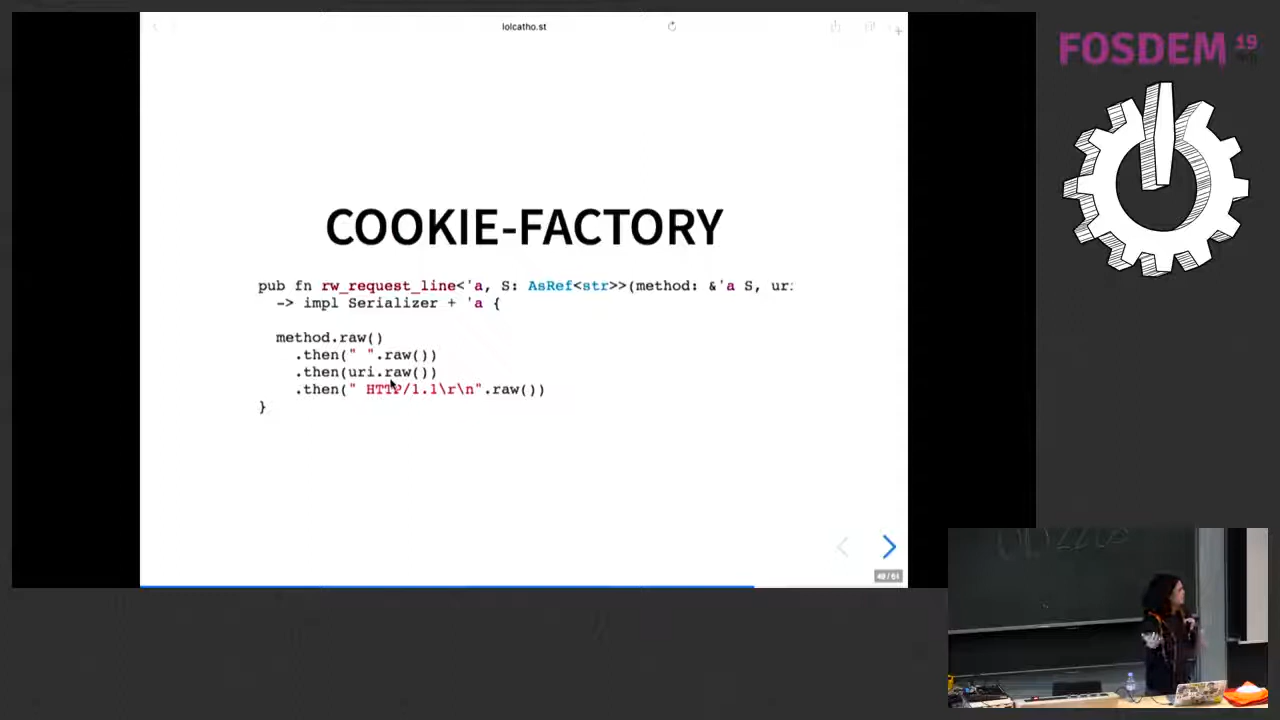 lolcatho.st
FOSDEM 19
COOKIE-FACTORY
pub fn rw_request_line<'a, S: AsRef<str>>(method: &'a S, uri
-> impl Serializer + 'a {
method.raw()
.then(" ".raw())
.then(uri.raw())
.then(" HTTP/1.1\r\n".raw())
}